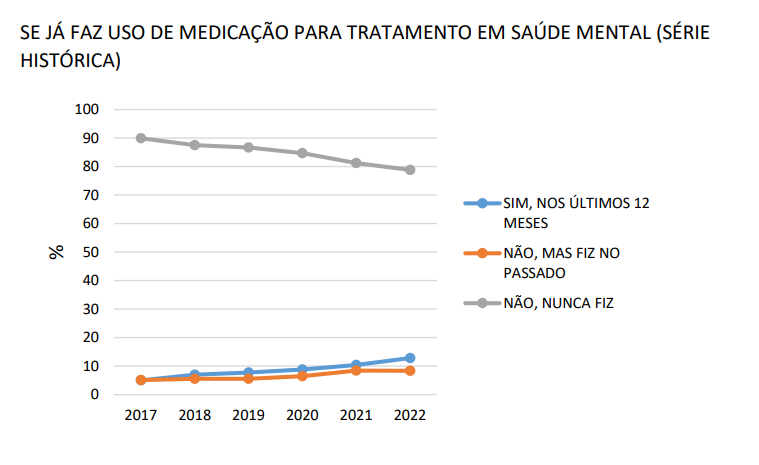 SE JÁ FAZ USO DE MEDICAÇÃO PARA TRATAMENTO EM SAÚDE MENTAL (SÉRIE
HISTÓRICA)
100
90
80
70
60
50
40
30
20
10
0
%
2017 2018 2019 2020 2021 2022
SIM, NOS ÚLTIMOS 12
MESES
NÃO, MAS FIZ NO
PASSADO
NÃO, NUNCA FIZ